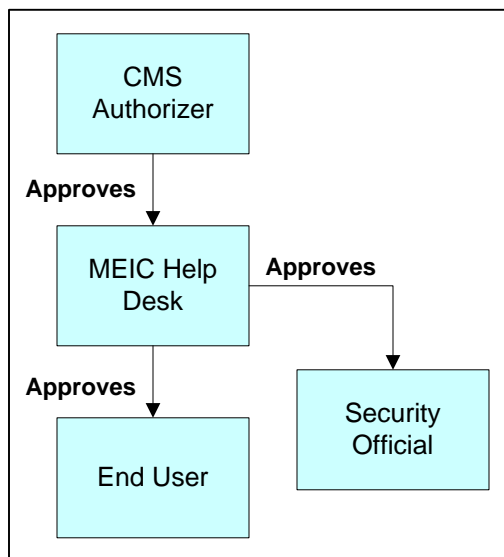 CMS
Authorizer
Approves
MEIC Help
Desk
Approves
Approves
Security
Official
End User